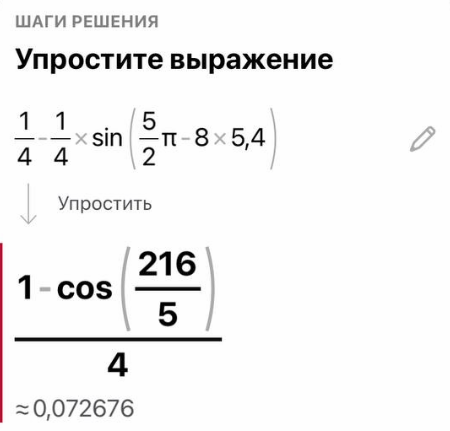 ШАГИ РЕШЕНИЯ
Упростите выражение
1/4 - 1/4 × sin(5/2 π - 8 × 5,4)
Упростить
(1 - cos(216/5))/4
≈0,072676